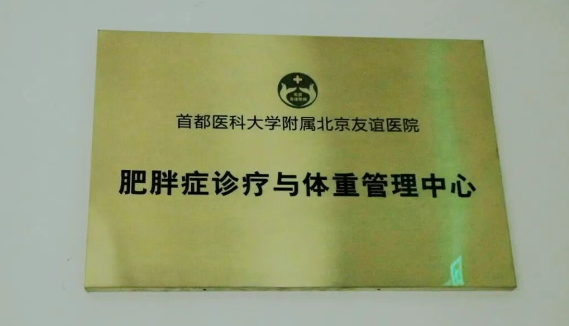 首都医科大学附属北京友谊医院
肥胖症诊疗与体重管理中心